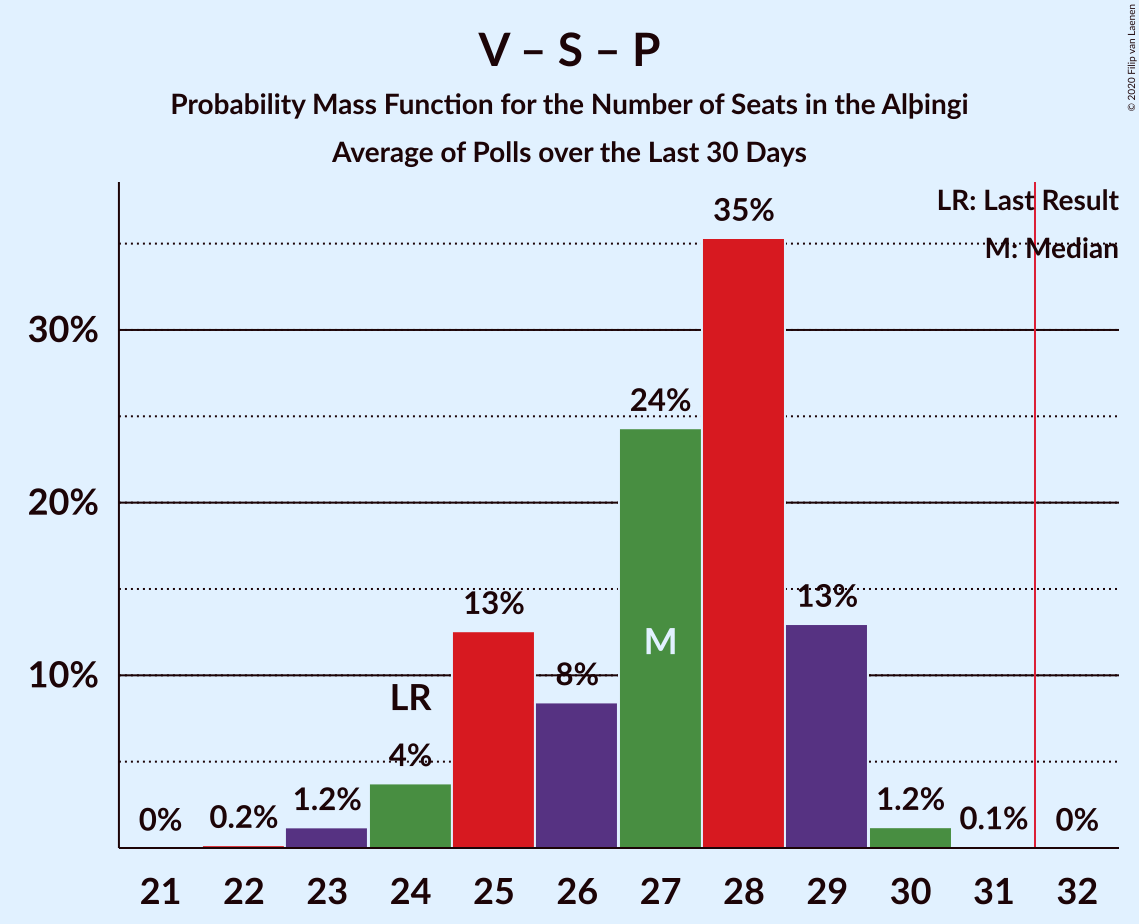 V – S – P
Probability Mass Function for the Number of Seats in the Alþingi
Average of Polls over the Last 30 Days
© 2020 Filip van Laenen
LR: Last Result
M: Median
35%
30%
24%
20%
13%
13%
M
10%
8%
LR
4%
1.2%
1.2%
0.2%
0.1%
0%
0%
21 22 23 24 25 26 27 28 29 30 31 32